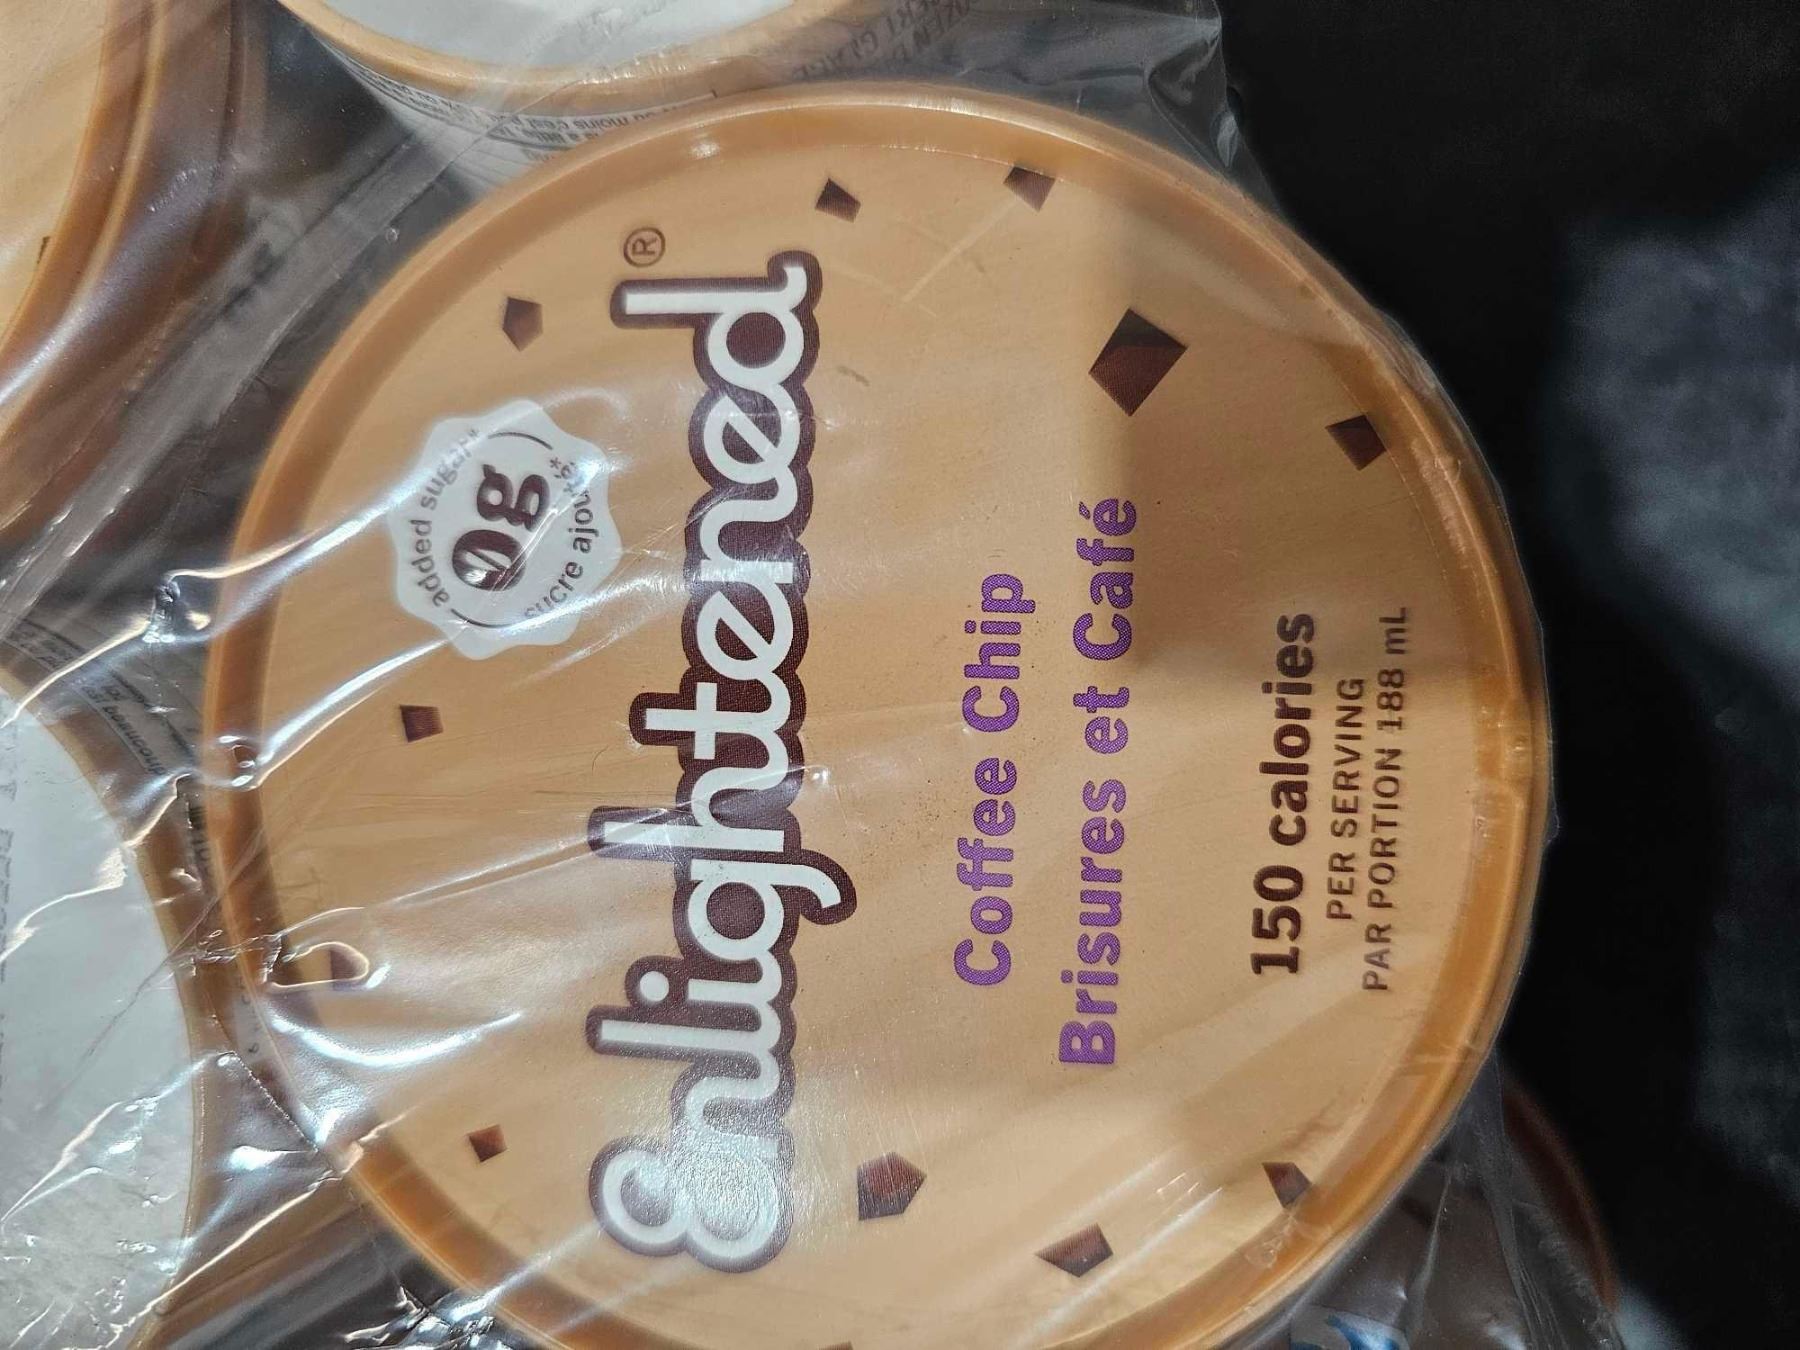 added sugar*
0g
sucre ajouté*
Enlightened®
Coffee Chip
Brisures et Café
150 calories
PER SERVING
PAR PORTION 188 mL